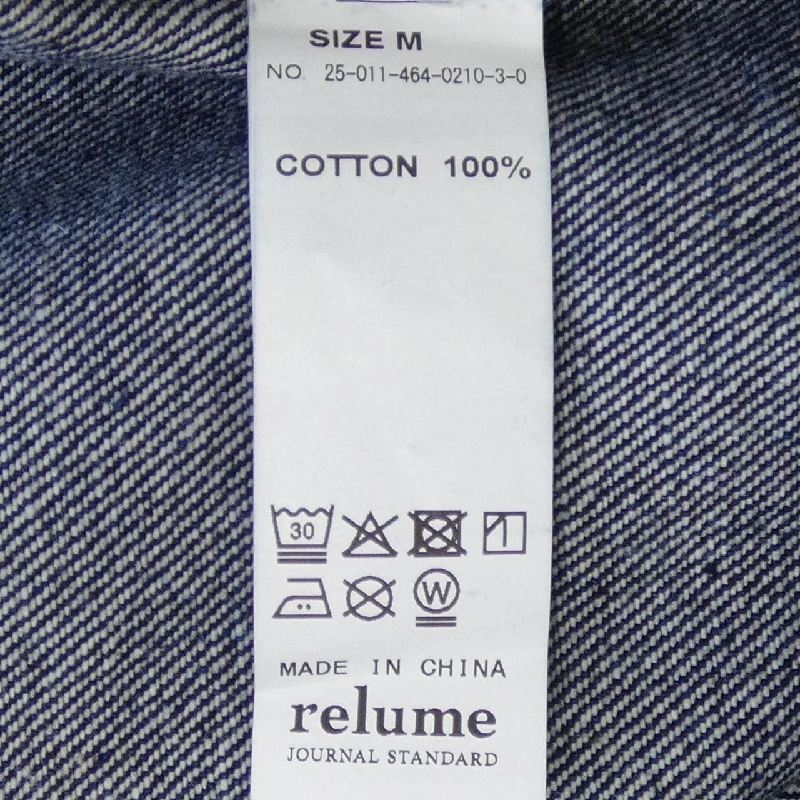 SIZE M
NO. 25-011-464-0210-3-0
COTTON 100%
30
W
MADE IN CHINA
relume
JOURNAL STANDARD